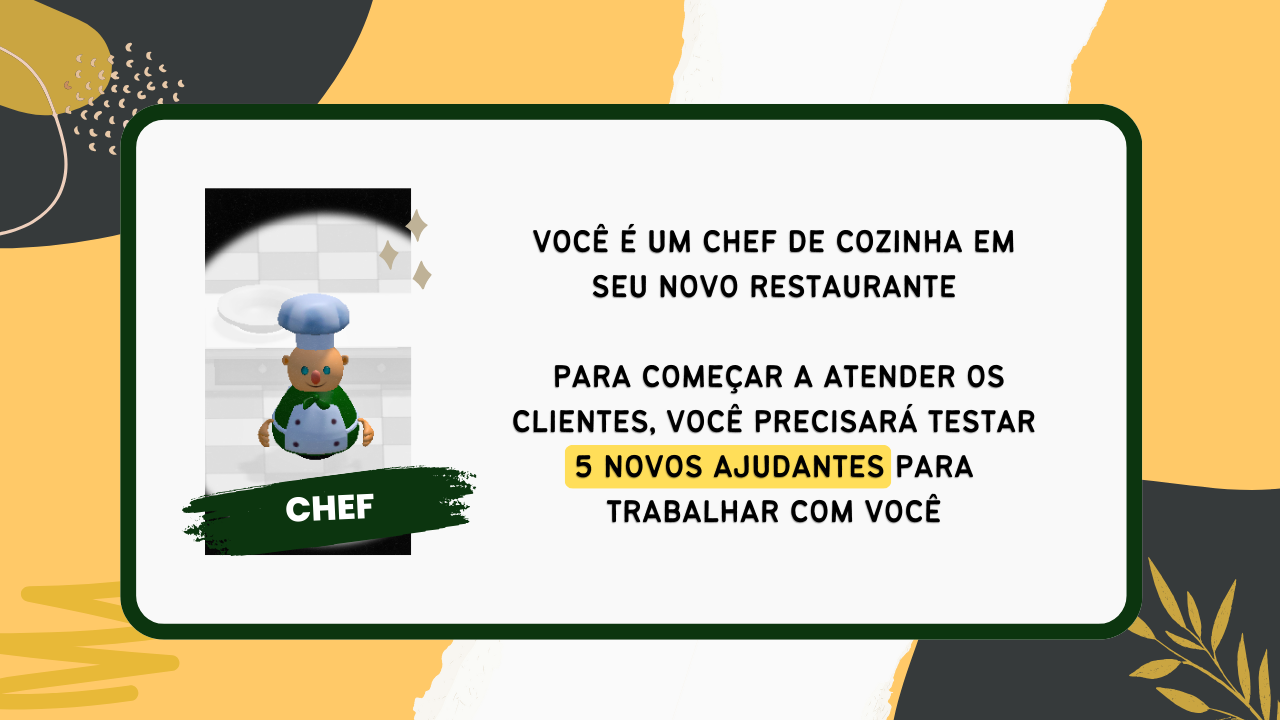 VOCÊ É UM CHEF DE COZINHA EM
SEU NOVO RESTAURANTE
PARA COMEÇAR A ATENDER OS
CLIENTES, VOCÊ PRECISARÁ TESTAR
5 NOVOS AJUDANTES PARA
TRABALHAR COM VOCÊ
CHEF